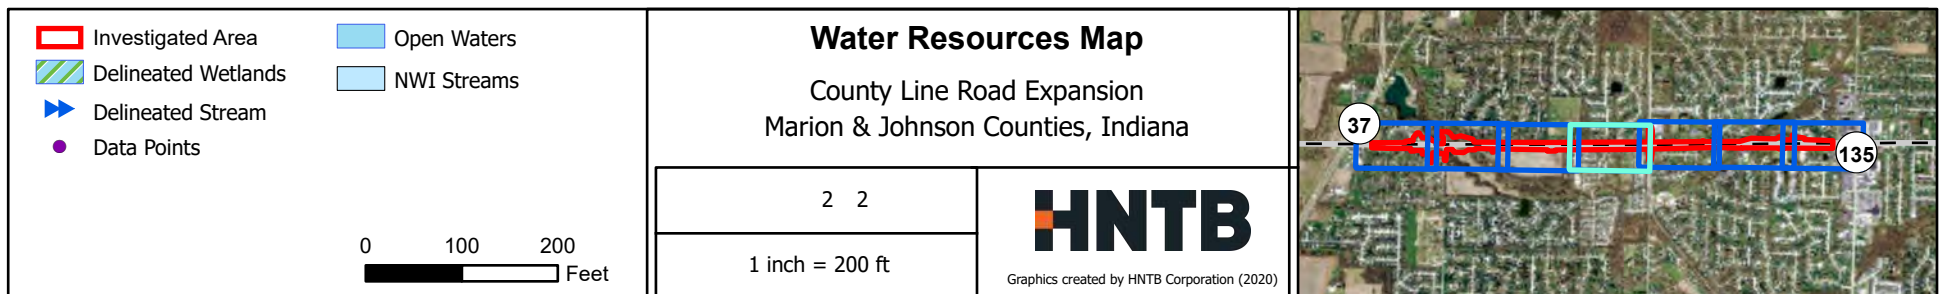 Investigated Area
Delineated Wetlands
Delineated Stream
Data Points
Open Waters
NWI Streams
0 100 200
Feet
Water Resources Map
County Line Road Expansion
Marion & Johnson Counties, Indiana
2 2
1 inch = 200 ft
HNTB
Graphics created by HNTB Corporation (2020)
37
135